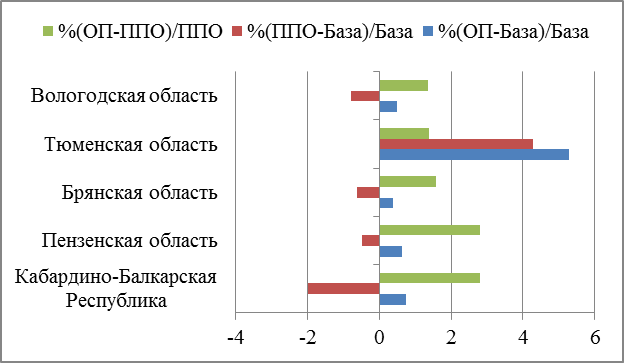 %(ОП-ППО)/ППО %(ППО-База)/База %(ОП-База)/База
Вологодская область
Тюменская область
Брянская область
Пензенская область
Кабардино-Балкарская
Республика
-4 -2 0 2 4 6